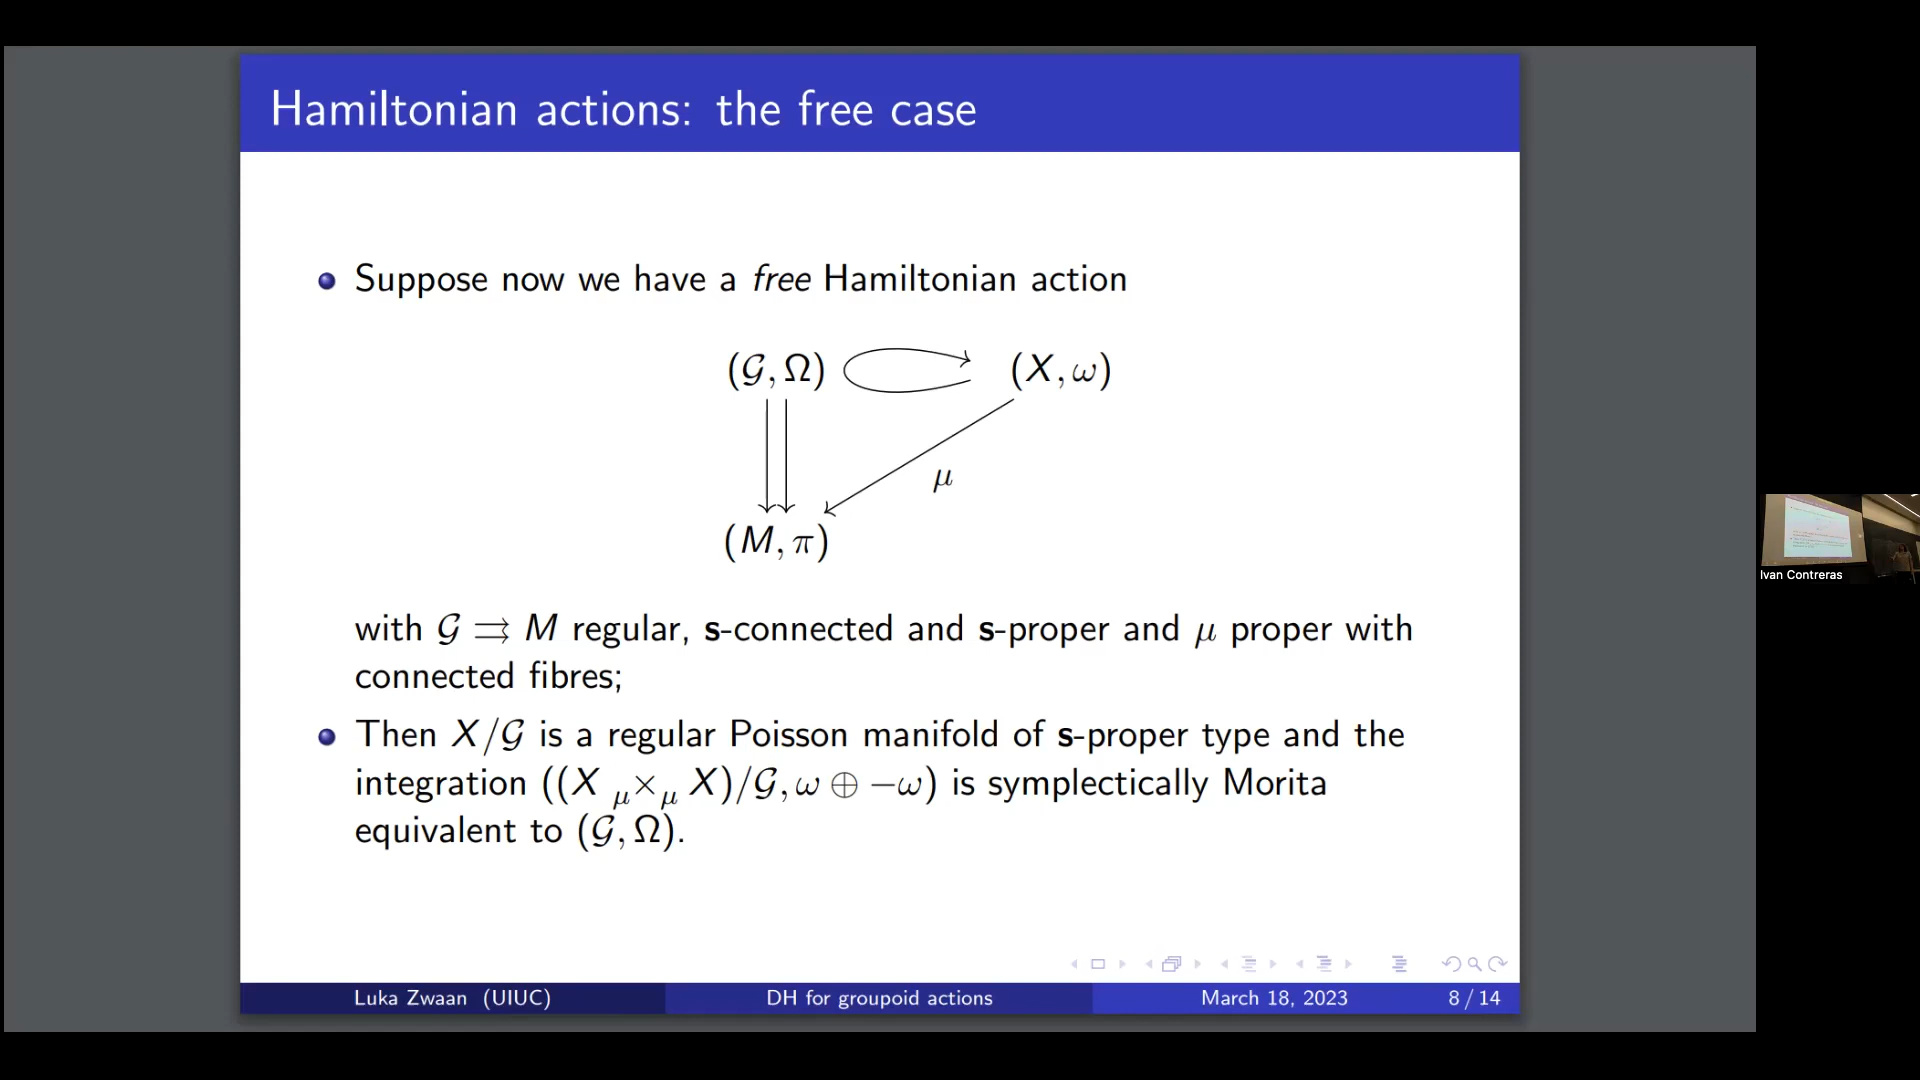 Hamiltonian actions: the free case
Suppose now we have a free Hamiltonian action
(𝒢, Ω) (X, ω)
μ
(M, π)
with 𝒢 ⇉ M regular, s-connected and s-proper and μ proper with
connected fibres;
Then X/𝒢 is a regular Poisson manifold of s-proper type and the
integration ((X μ×μ X)/𝒢, ω ⊕ −ω) is symplectically Morita
equivalent to (𝒢, Ω).
Luka Zwaan (UIUC) DH for groupoid actions March 18, 2023 8 / 14
Ivan Contreras